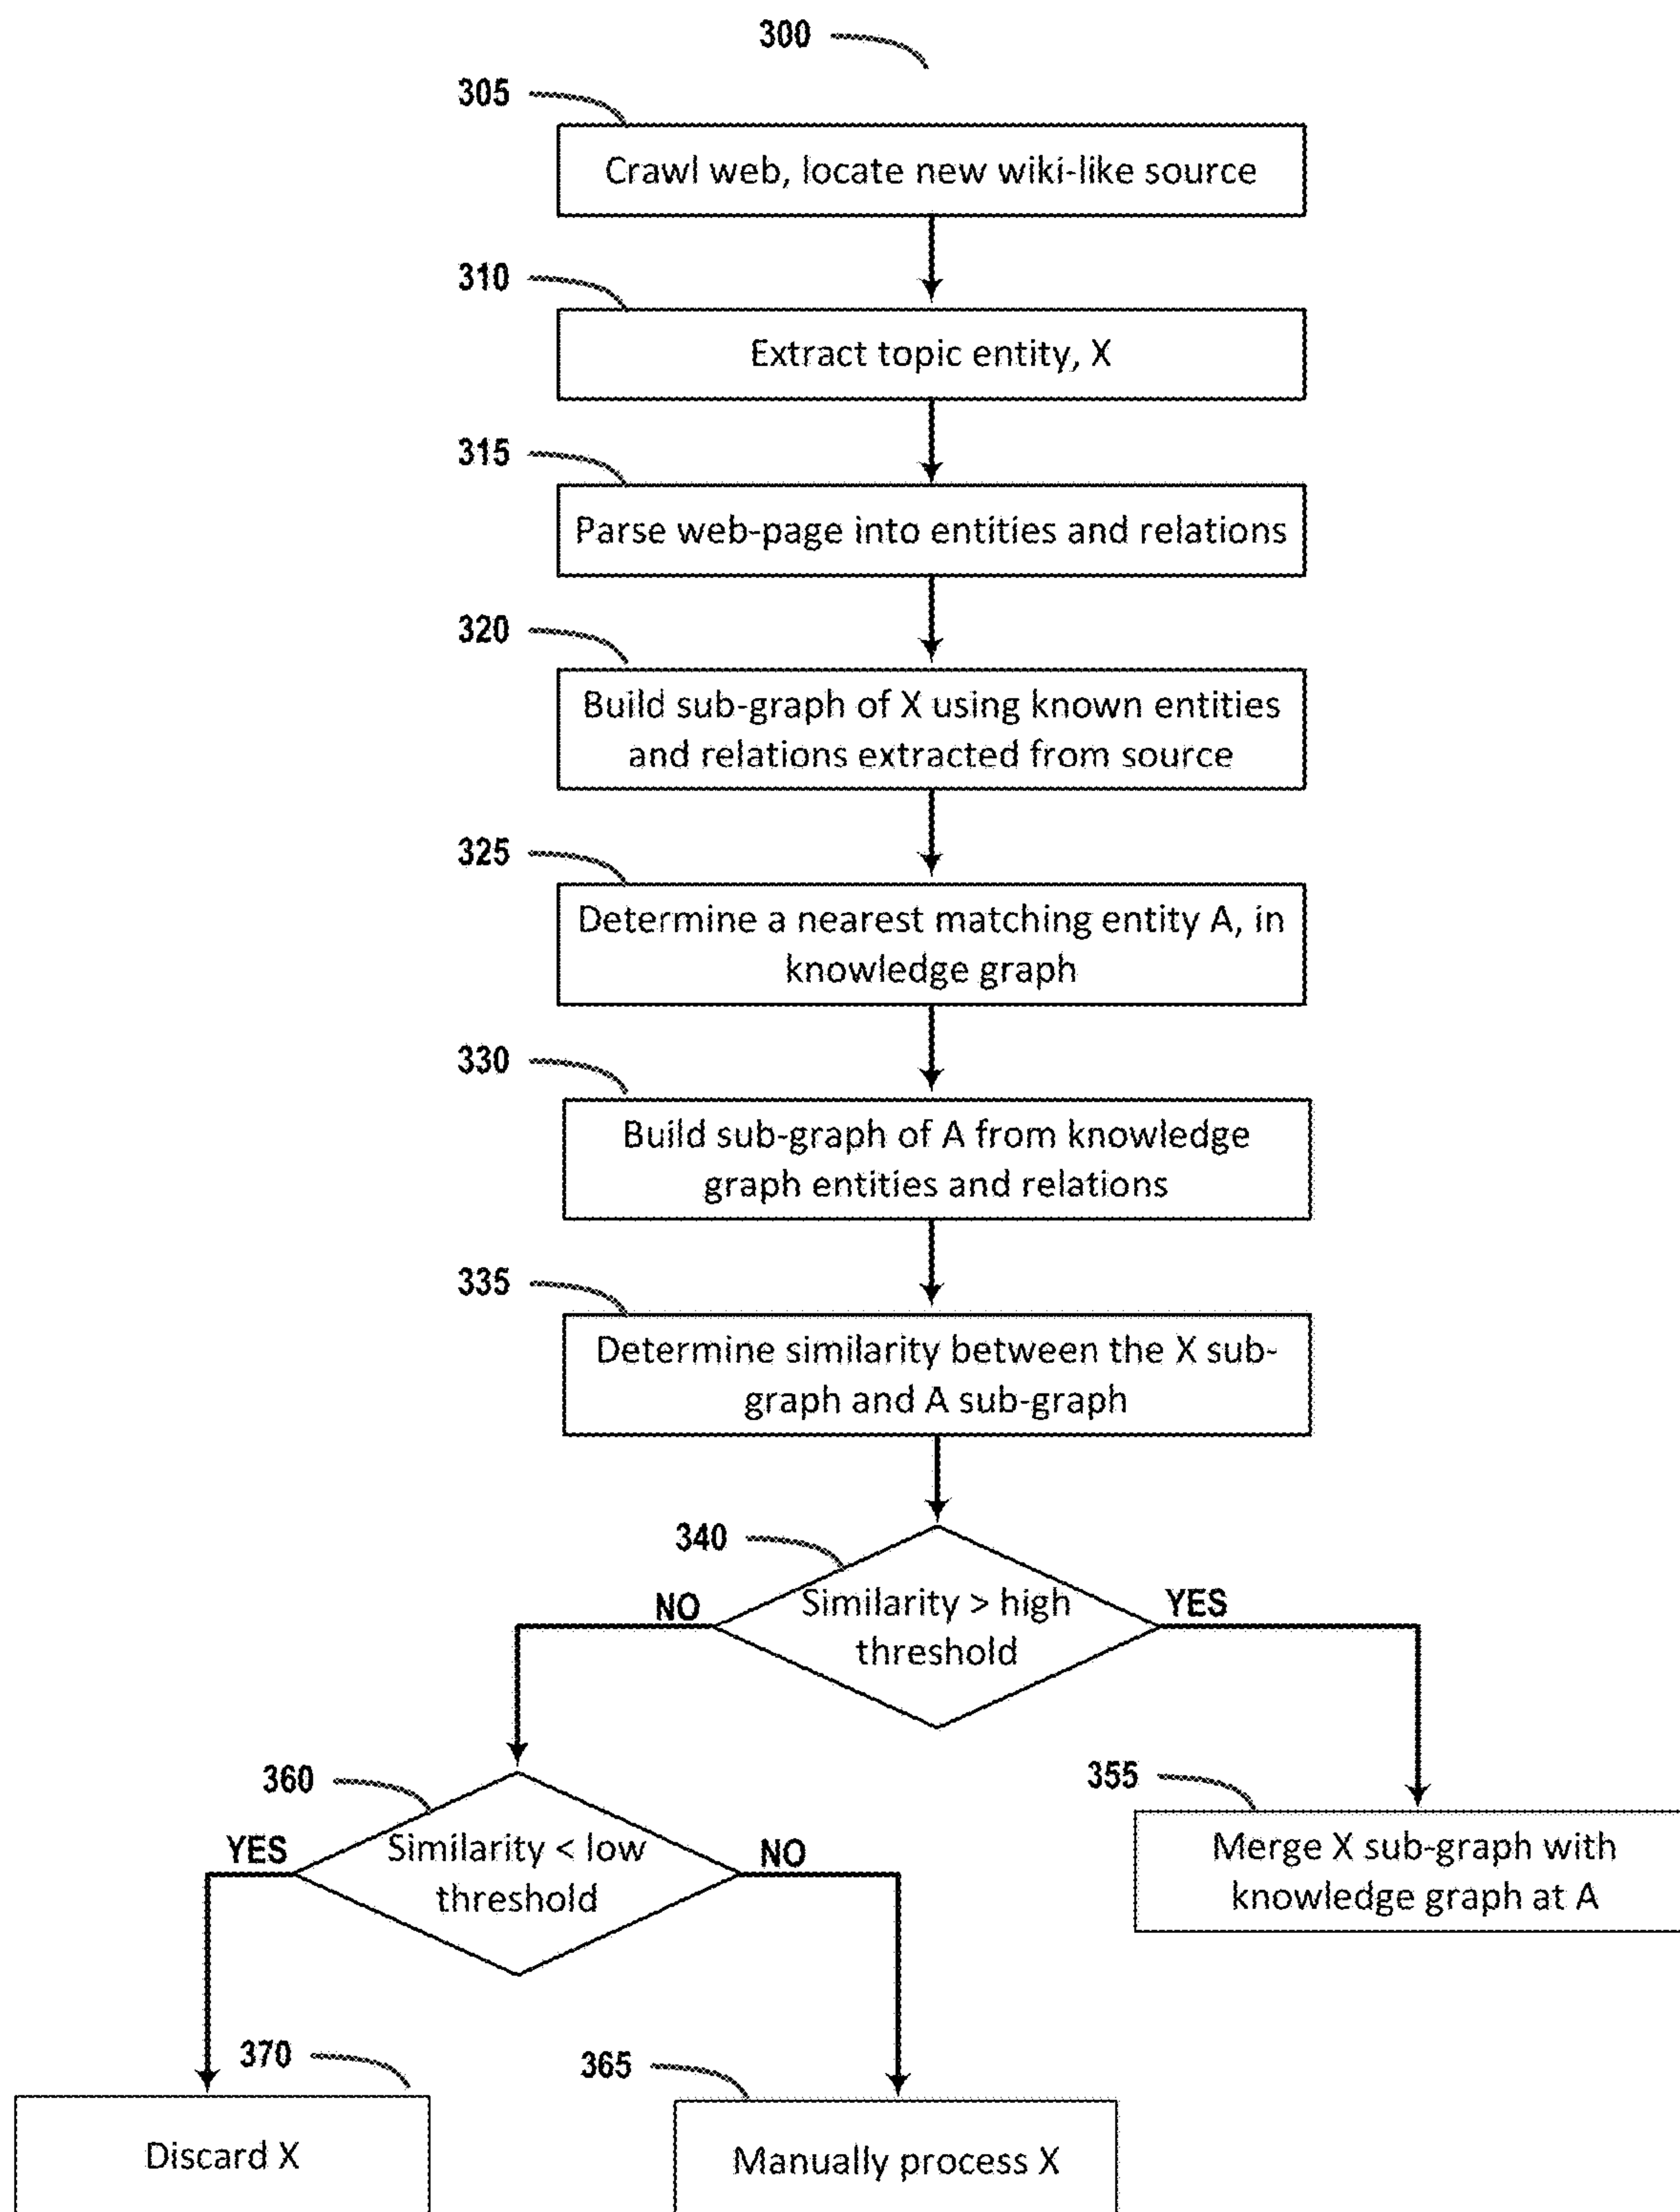 300
305
Crawl web, locate new wiki-like source
310
Extract topic entity, X
315
Parse web-page into entities and relations
320
Build sub-graph of X using known entities
and relations extracted from source
325
Determine a nearest matching entity A, in
knowledge graph
330
Build sub-graph of A from knowledge
graph entities and relations
335
Determine similarity between the X sub-
graph and A sub-graph
340
NO
Similarity > high
threshold
YES
360
YES
Similarity < low
threshold
NO
355
Merge X sub-graph with
knowledge graph at A
370
Discard X
365
Manually process X